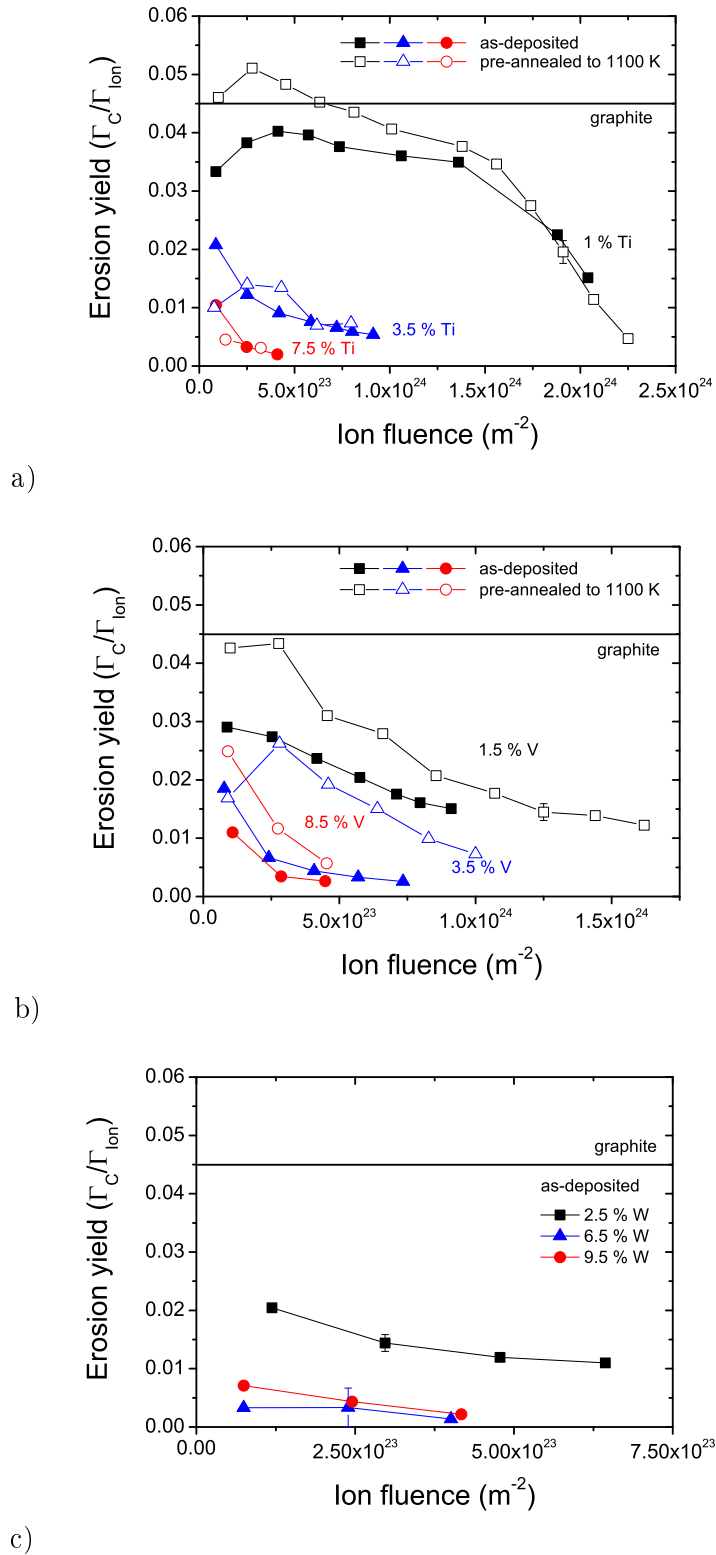 0.06
as-deposited
pre-annealed to 1100 K
0.05
graphite
0.04
0.03
1 % Ti
0.02
0.01
3.5 % Ti
7.5 % Ti
0.00
0.0 5.0x10^23 1.0x10^24 1.5x10^24 2.0x10^24 2.5x10^24
Erosion yield (Γ_C/Γ_Ion)
Ion fluence (m^-2)
a)
0.06
as-deposited
pre-annealed to 1100 K
0.05
graphite
0.04
0.03
1.5 % V
0.02
8.5 % V
0.01
3.5 % V
0.00
0.0 5.0x10^23 1.0x10^24 1.5x10^24
Erosion yield (Γ_C/Γ_Ion)
Ion fluence (m^-2)
b)
0.06
0.05
graphite
as-deposited
0.04
2.5 % W
6.5 % W
9.5 % W
0.03
0.02
0.01
0.00
0.00 2.50x10^23 5.00x10^23 7.50x10^23
Erosion yield (Γ_C/Γ_Ion)
Ion fluence (m^-2)
c)